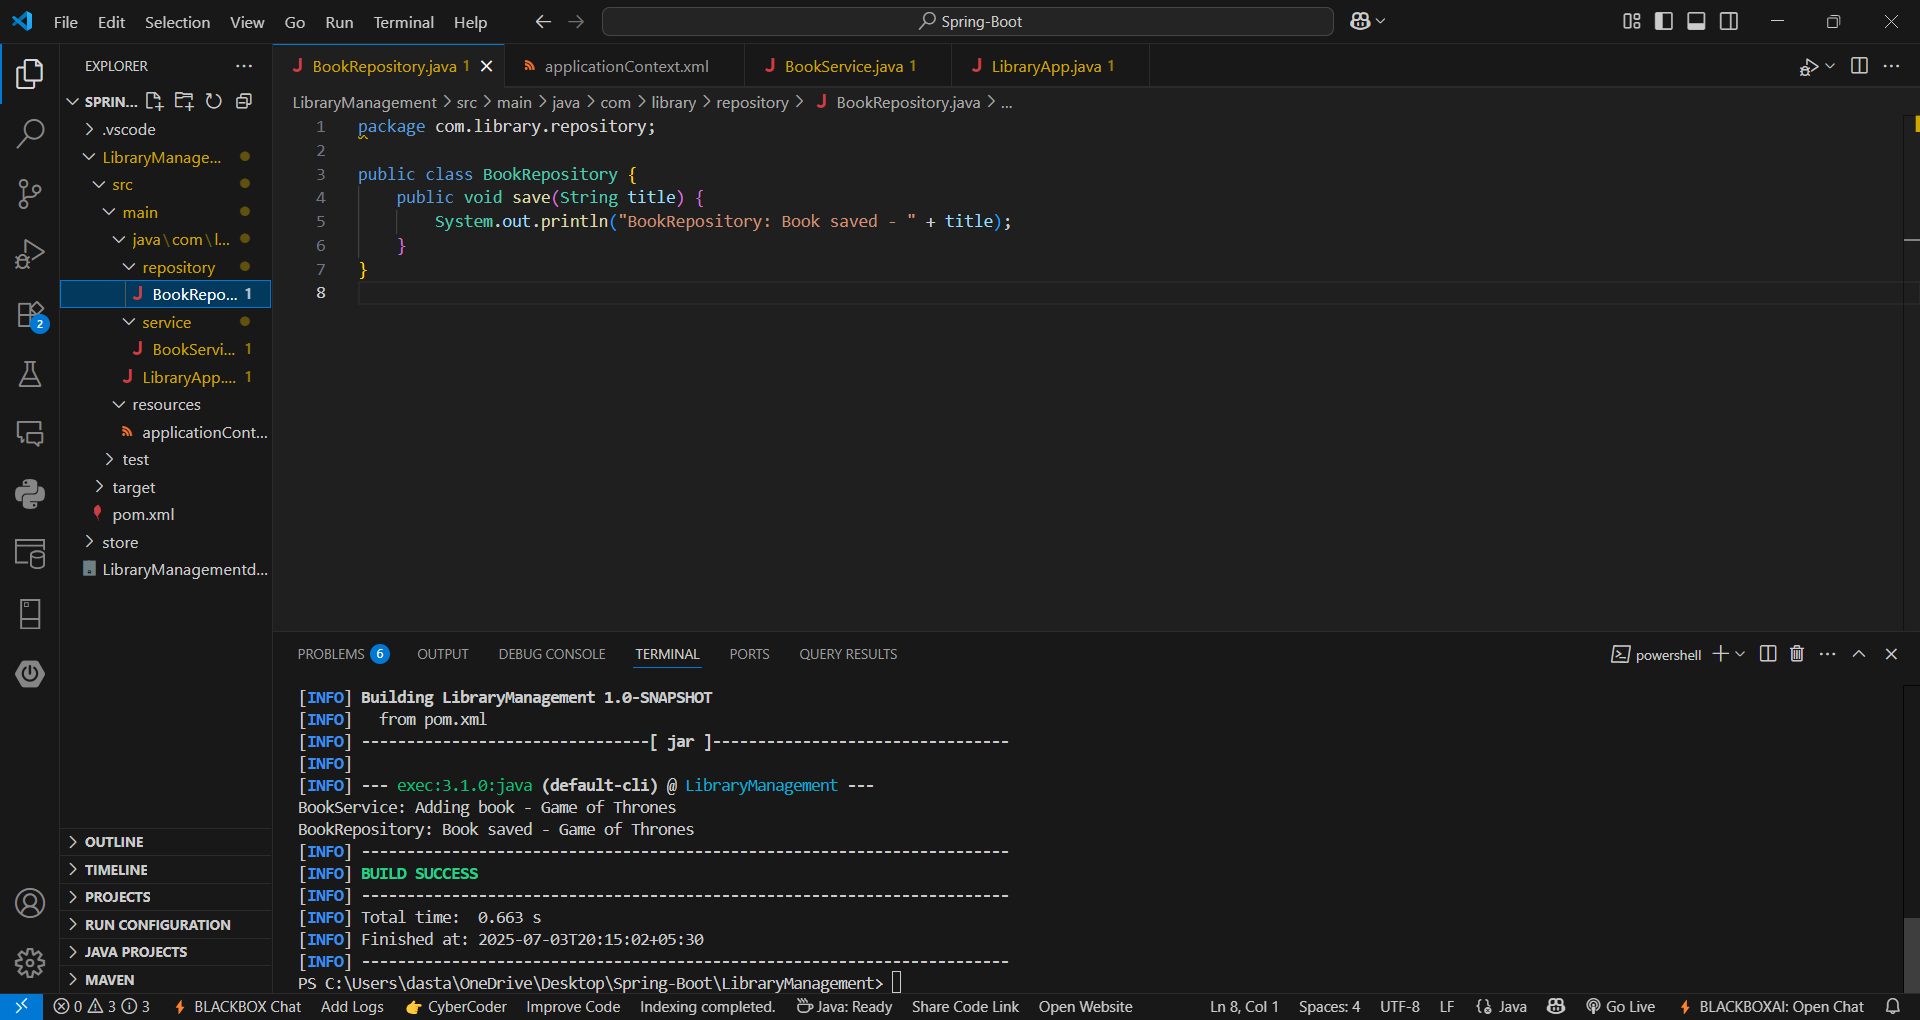 File Edit Selection View Go Run Terminal Help
Spring-Boot
EXPLORER
SPRIN...
.vscode
LibraryManage...
src
main
java\com\l...
repository
BookRepo... 1
service
BookServi... 1
LibraryApp.... 1
resources
applicationCont...
test
target
pom.xml
store
LibraryManagementd...
OUTLINE
TIMELINE
PROJECTS
RUN CONFIGURATION
JAVA PROJECTS
MAVEN
2
BookRepository.java 1
applicationContext.xml
BookService.java 1
LibraryApp.java 1
LibraryManagement > src > main > java > com > library > repository > BookRepository.java > ...
1 package com.library.repository;
2
3 public class BookRepository {
4 public void save(String title) {
5 System.out.println("BookRepository: Book saved - " + title);
6 }
7 }
8
PROBLEMS 6 OUTPUT DEBUG CONSOLE TERMINAL PORTS QUERY RESULTS
powershell
[INFO] Building LibraryManagement 1.0-SNAPSHOT
[INFO] from pom.xml
[INFO] --------------------------------[ jar ]---------------------------------
[INFO]
[INFO] --- exec:3.1.0:java (default-cli) @ LibraryManagement ---
BookService: Adding book - Game of Thrones
BookRepository: Book saved - Game of Thrones
[INFO] ------------------------------------------------------------------------
[INFO] BUILD SUCCESS
[INFO] ------------------------------------------------------------------------
[INFO] Total time: 0.663 s
[INFO] Finished at: 2025-07-03T20:15:02+05:30
[INFO] ------------------------------------------------------------------------
PS C:\Users\dasta\OneDrive\Desktop\Spring-Boot\LibraryManagement>
0 3 3 BLACKBOX Chat Add Logs CyberCoder Improve Code Indexing completed. Java: Ready Share Code Link Open Website Ln 8, Col 1 Spaces: 4 UTF-8 LF Java Go Live BLACKBOXAI: Open Chat